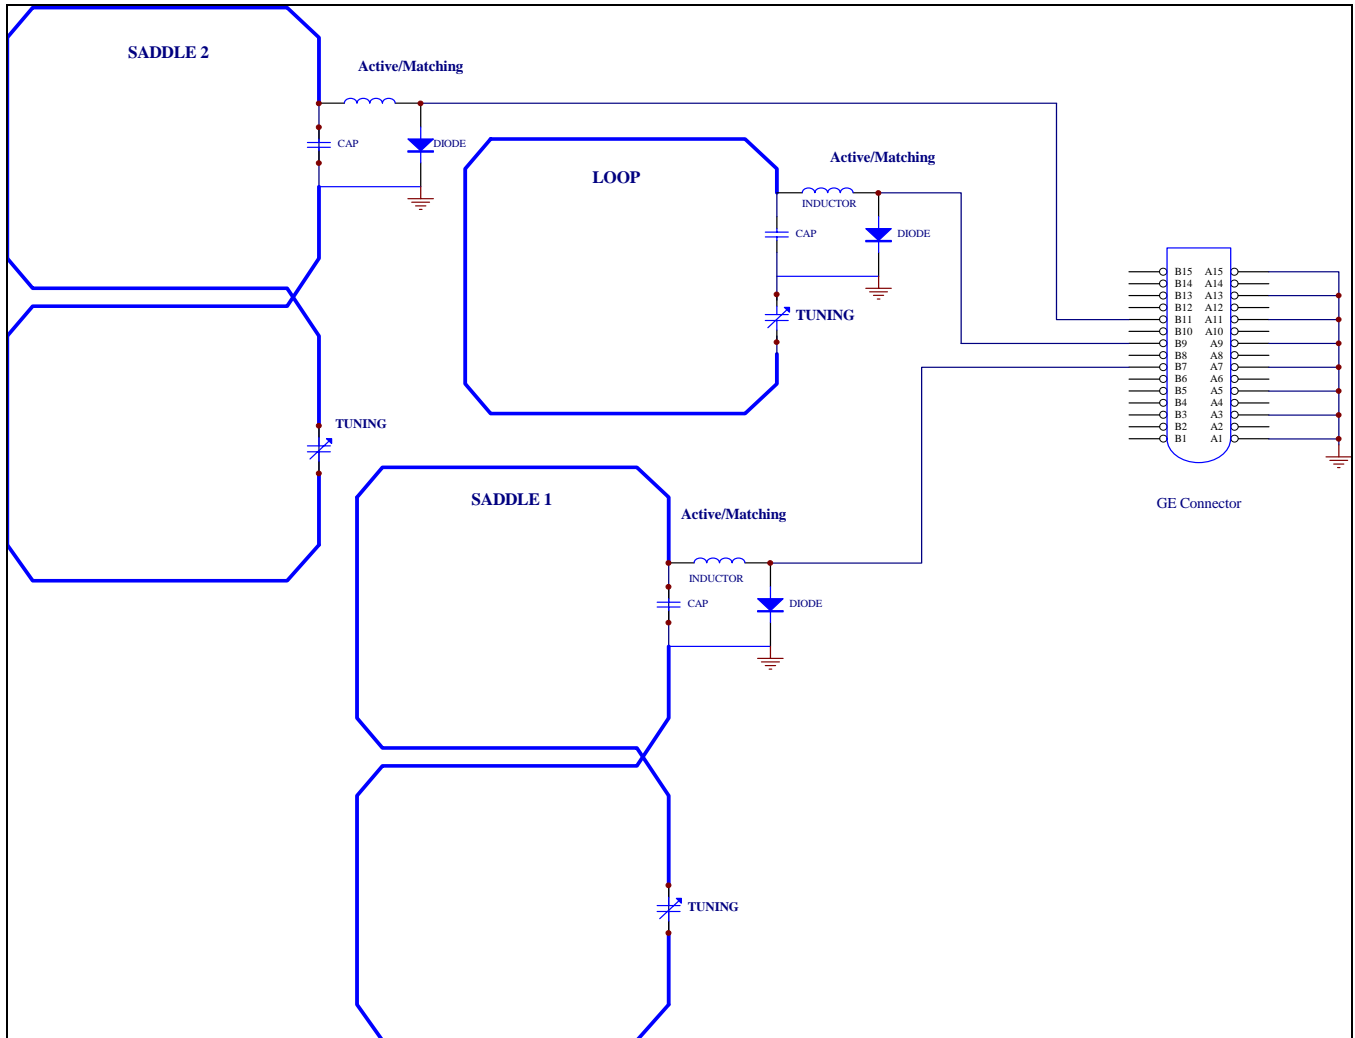 SADDLE 2
Active/Matching
CAP
DIODE
LOOP
Active/Matching
INDUCTOR
CAP
DIODE
TUNING
TUNING
SADDLE 1
Active/Matching
INDUCTOR
CAP
DIODE
TUNING
B15 A15
B14 A14
B13 A13
B12 A12
B11 A11
B10 A10
B9 A9
B8 A8
B7 A7
B6 A6
B5 A5
B4 A4
B3 A3
B2 A2
B1 A1
GE Connector